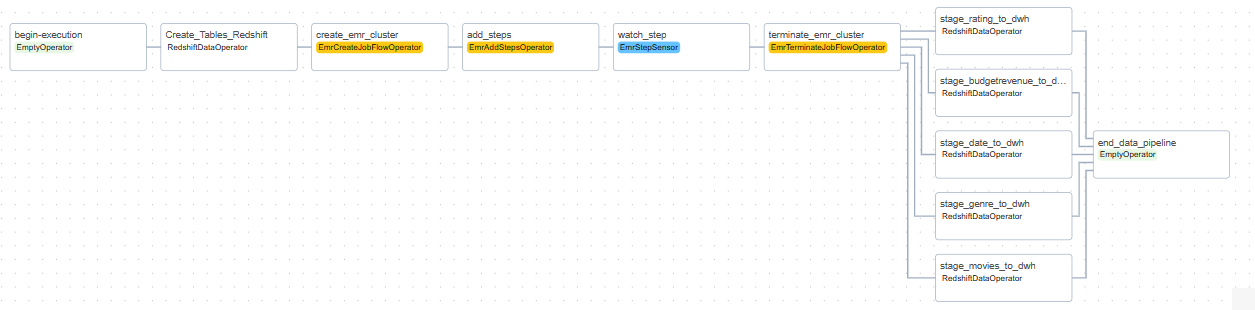 begin-execution
EmptyOperator
Create_Tables_Redshift
RedshiftDataOperator
create_emr_cluster
EmrCreateJobFlowOperator
add_steps
EmrAddStepsOperator
watch_step
EmrStepSensor
terminate_emr_cluster
EmrTerminateJobFlowOperator
stage_rating_to_dwh
RedshiftDataOperator
stage_budgetrevenue_to_d...
RedshiftDataOperator
stage_date_to_dwh
RedshiftDataOperator
stage_genre_to_dwh
RedshiftDataOperator
stage_movies_to_dwh
RedshiftDataOperator
end_data_pipeline
EmptyOperator